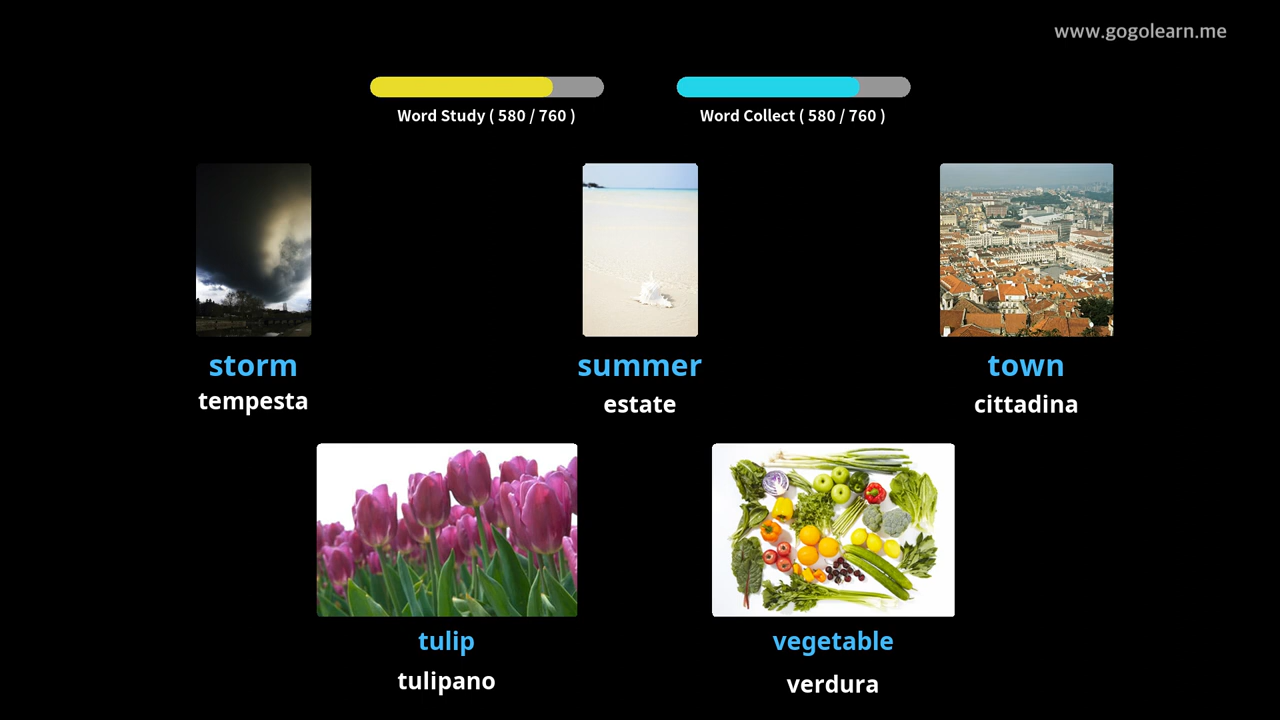 www.gogolearn.me
Word Study ( 580 / 760 )
Word Collect ( 580 / 760 )
storm
tempesta
summer
estate
town
cittadina
tulip
tulipano
vegetable
verdura